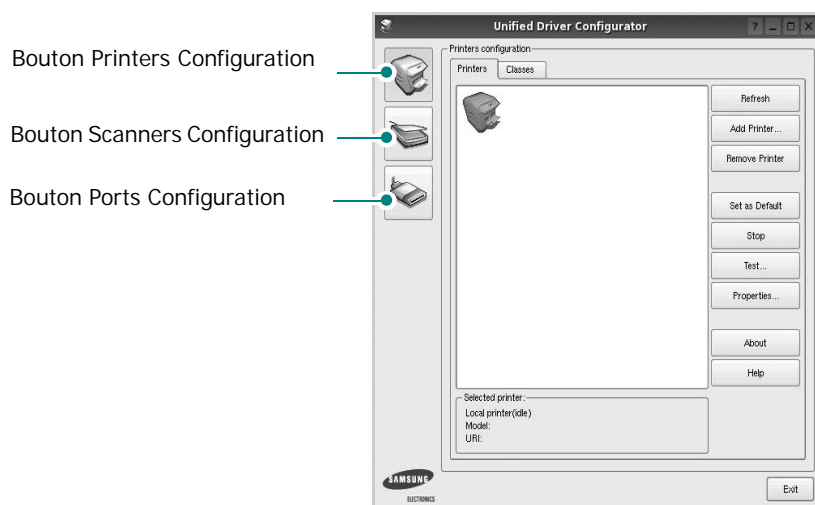 Unified Driver Configurator
Bouton Printers Configuration
Bouton Scanners Configuration
Bouton Ports Configuration
Printers configuration
Printers
Classes
Refresh
Add Printer...
Remove Printer
Set as Default
Stop
Test...
Properties...
About
Help
Selected printer:
Local printer(idle)
Model:
URI:
SAMSUNG
ELECTRONICS
Exit